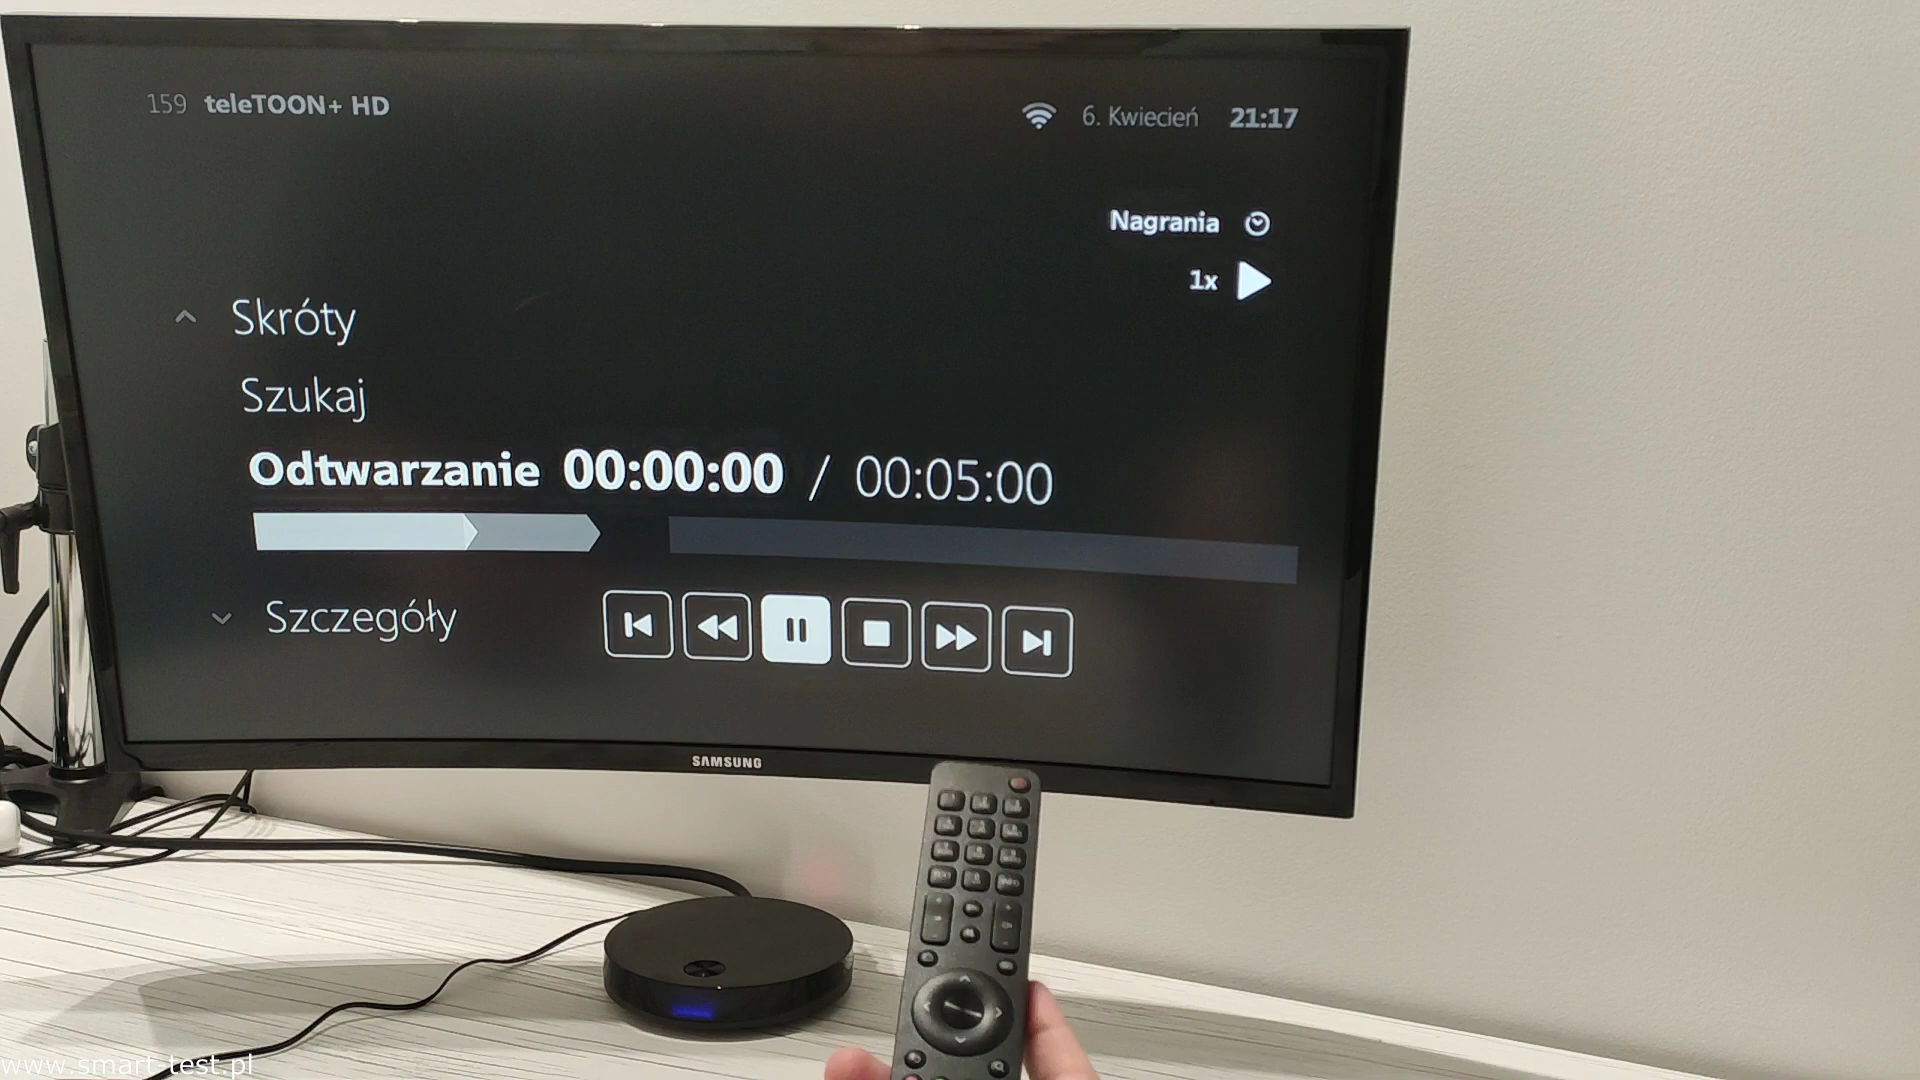 159 teleTOON+ HD
6. Kwiecień 21:17
Nagrania
1x
Skróty
Szukaj
Odtwarzanie 00:00:00 / 00:05:00
Szczegóły
SAMSUNG
www.smart-test.pl